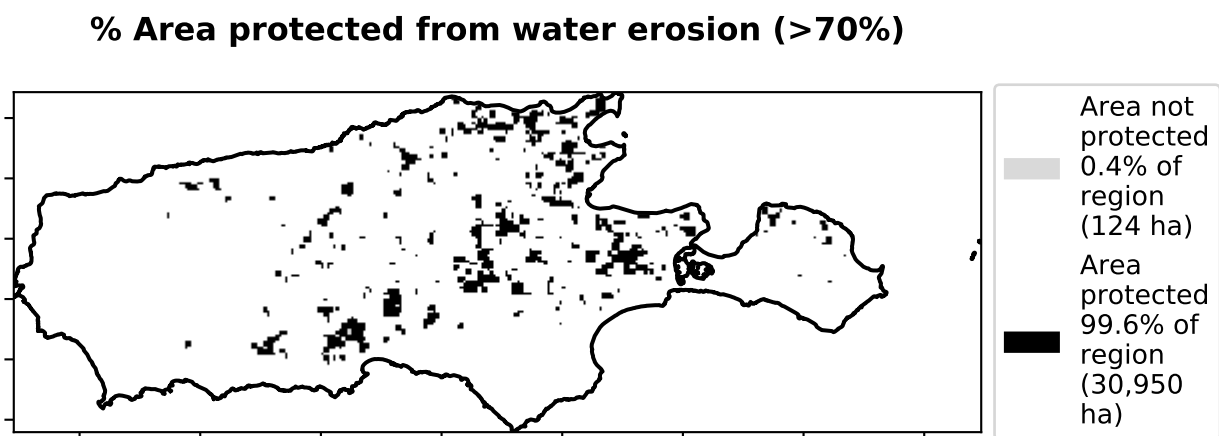 % Area protected from water erosion (>70%)
Area not
protected
0.4% of
region
(124 ha)
Area
protected
99.6% of
region
(30,950
ha)